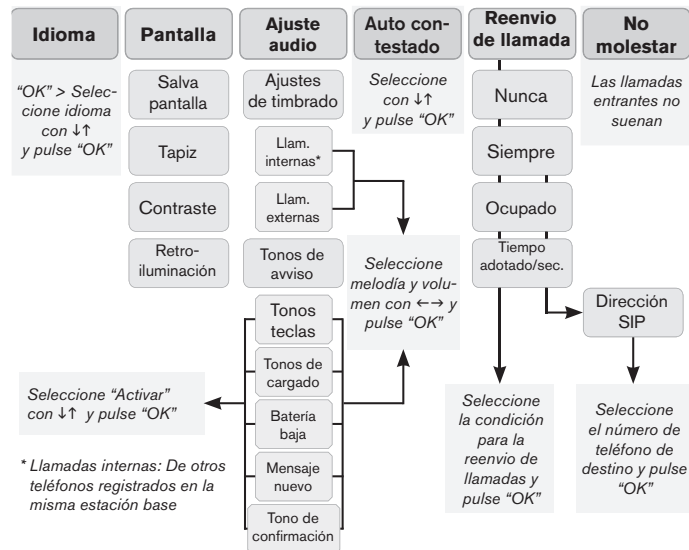 Idioma
Pantalla
Ajuste
audio
Auto con-
testado
Reenvio
de llamada
No
molestar
“OK” > Selec-
cione idioma
con ↓↑
y pulse “OK”
Salva
pantalla
Tapiz
Contraste
Retro-
iluminación
Ajustes
de timbrado
Llam.
internas*
Llam.
externas
Tonos de
avviso
Tonos
teclas
Tonos de
cargado
Batería
baja
Mensaje
nuevo
Tono de
confirmación
Seleccione
con ↓↑
y pulse “OK”
Seleccione
melodía y volu-
men con ←→ y
pulse “OK”
Nunca
Siempre
Ocupado
Tiempo
adotado/sec.
Las llamadas
entrantes no
suenan
Dirección
SIP
Seleccione “Activar”
con ↓↑ y pulse “OK”
Seleccione
la condición
para la
reenvio de
llamadas y
pulse “OK”
Seleccione
el número de
teléfono de
destino y pulse
“OK”
* Llamadas internas: De otros
teléfonos registrados en la
misma estación base